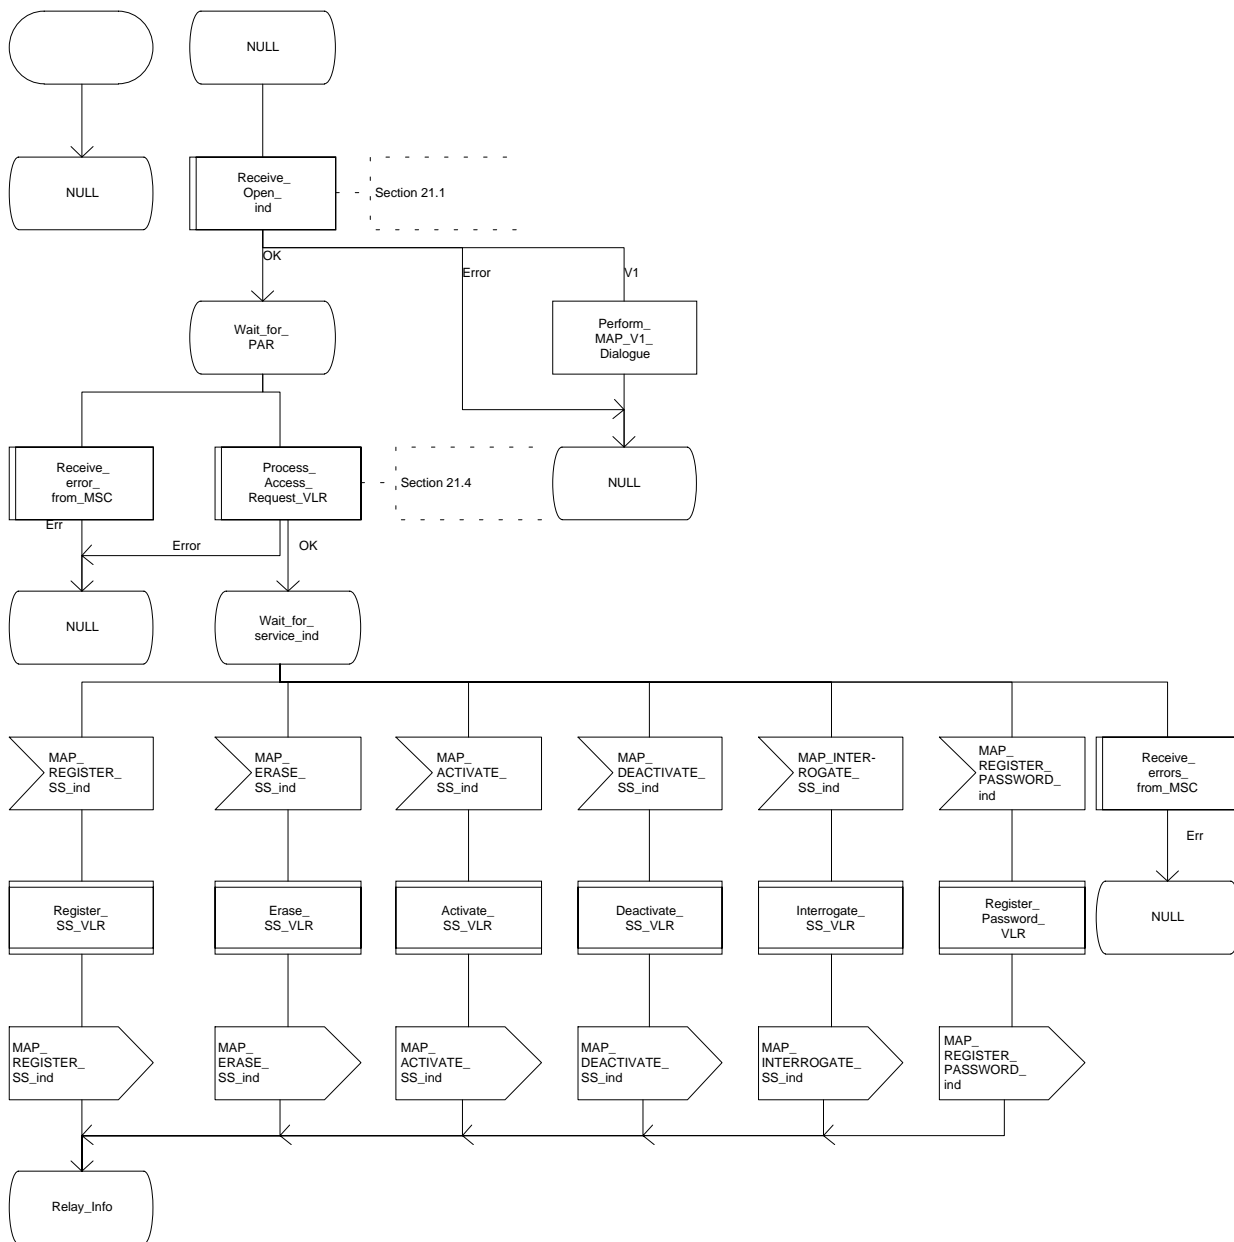 NULL
NULL
Receive_
Open_
ind
Section 21.1
OK
Error
V1
Wait_for_
PAR
Perform_
MAP_V1_
Dialogue
Receive_
error_
from_MSC
Process_
Access_
Request_VLR
Section 21.4
NULL
Err
Error
OK
NULL
Wait_for_
service_ind
MAP_
REGISTER_
SS_ind
MAP_
ERASE_
SS_ind
MAP_
ACTIVATE_
SS_ind
MAP_
DEACTIVATE_
SS_ind
MAP_INTER-
ROGATE_
SS_ind
MAP_
REGISTER_
PASSWORD_
ind
Receive_
errors_
from_MSC
Err
Register_
SS_VLR
Erase_
SS_VLR
Activate_
SS_VLR
Deactivate_
SS_VLR
Interrogate_
SS_VLR
Register_
Password_
VLR
NULL
MAP_
REGISTER_
SS_ind
MAP_
ERASE_
SS_ind
MAP_
ACTIVATE_
SS_ind
MAP_
DEACTIVATE_
SS_ind
MAP_
INTERROGATE_
SS_ind
MAP_
REGISTER_
PASSWORD_
ind
Relay_Info